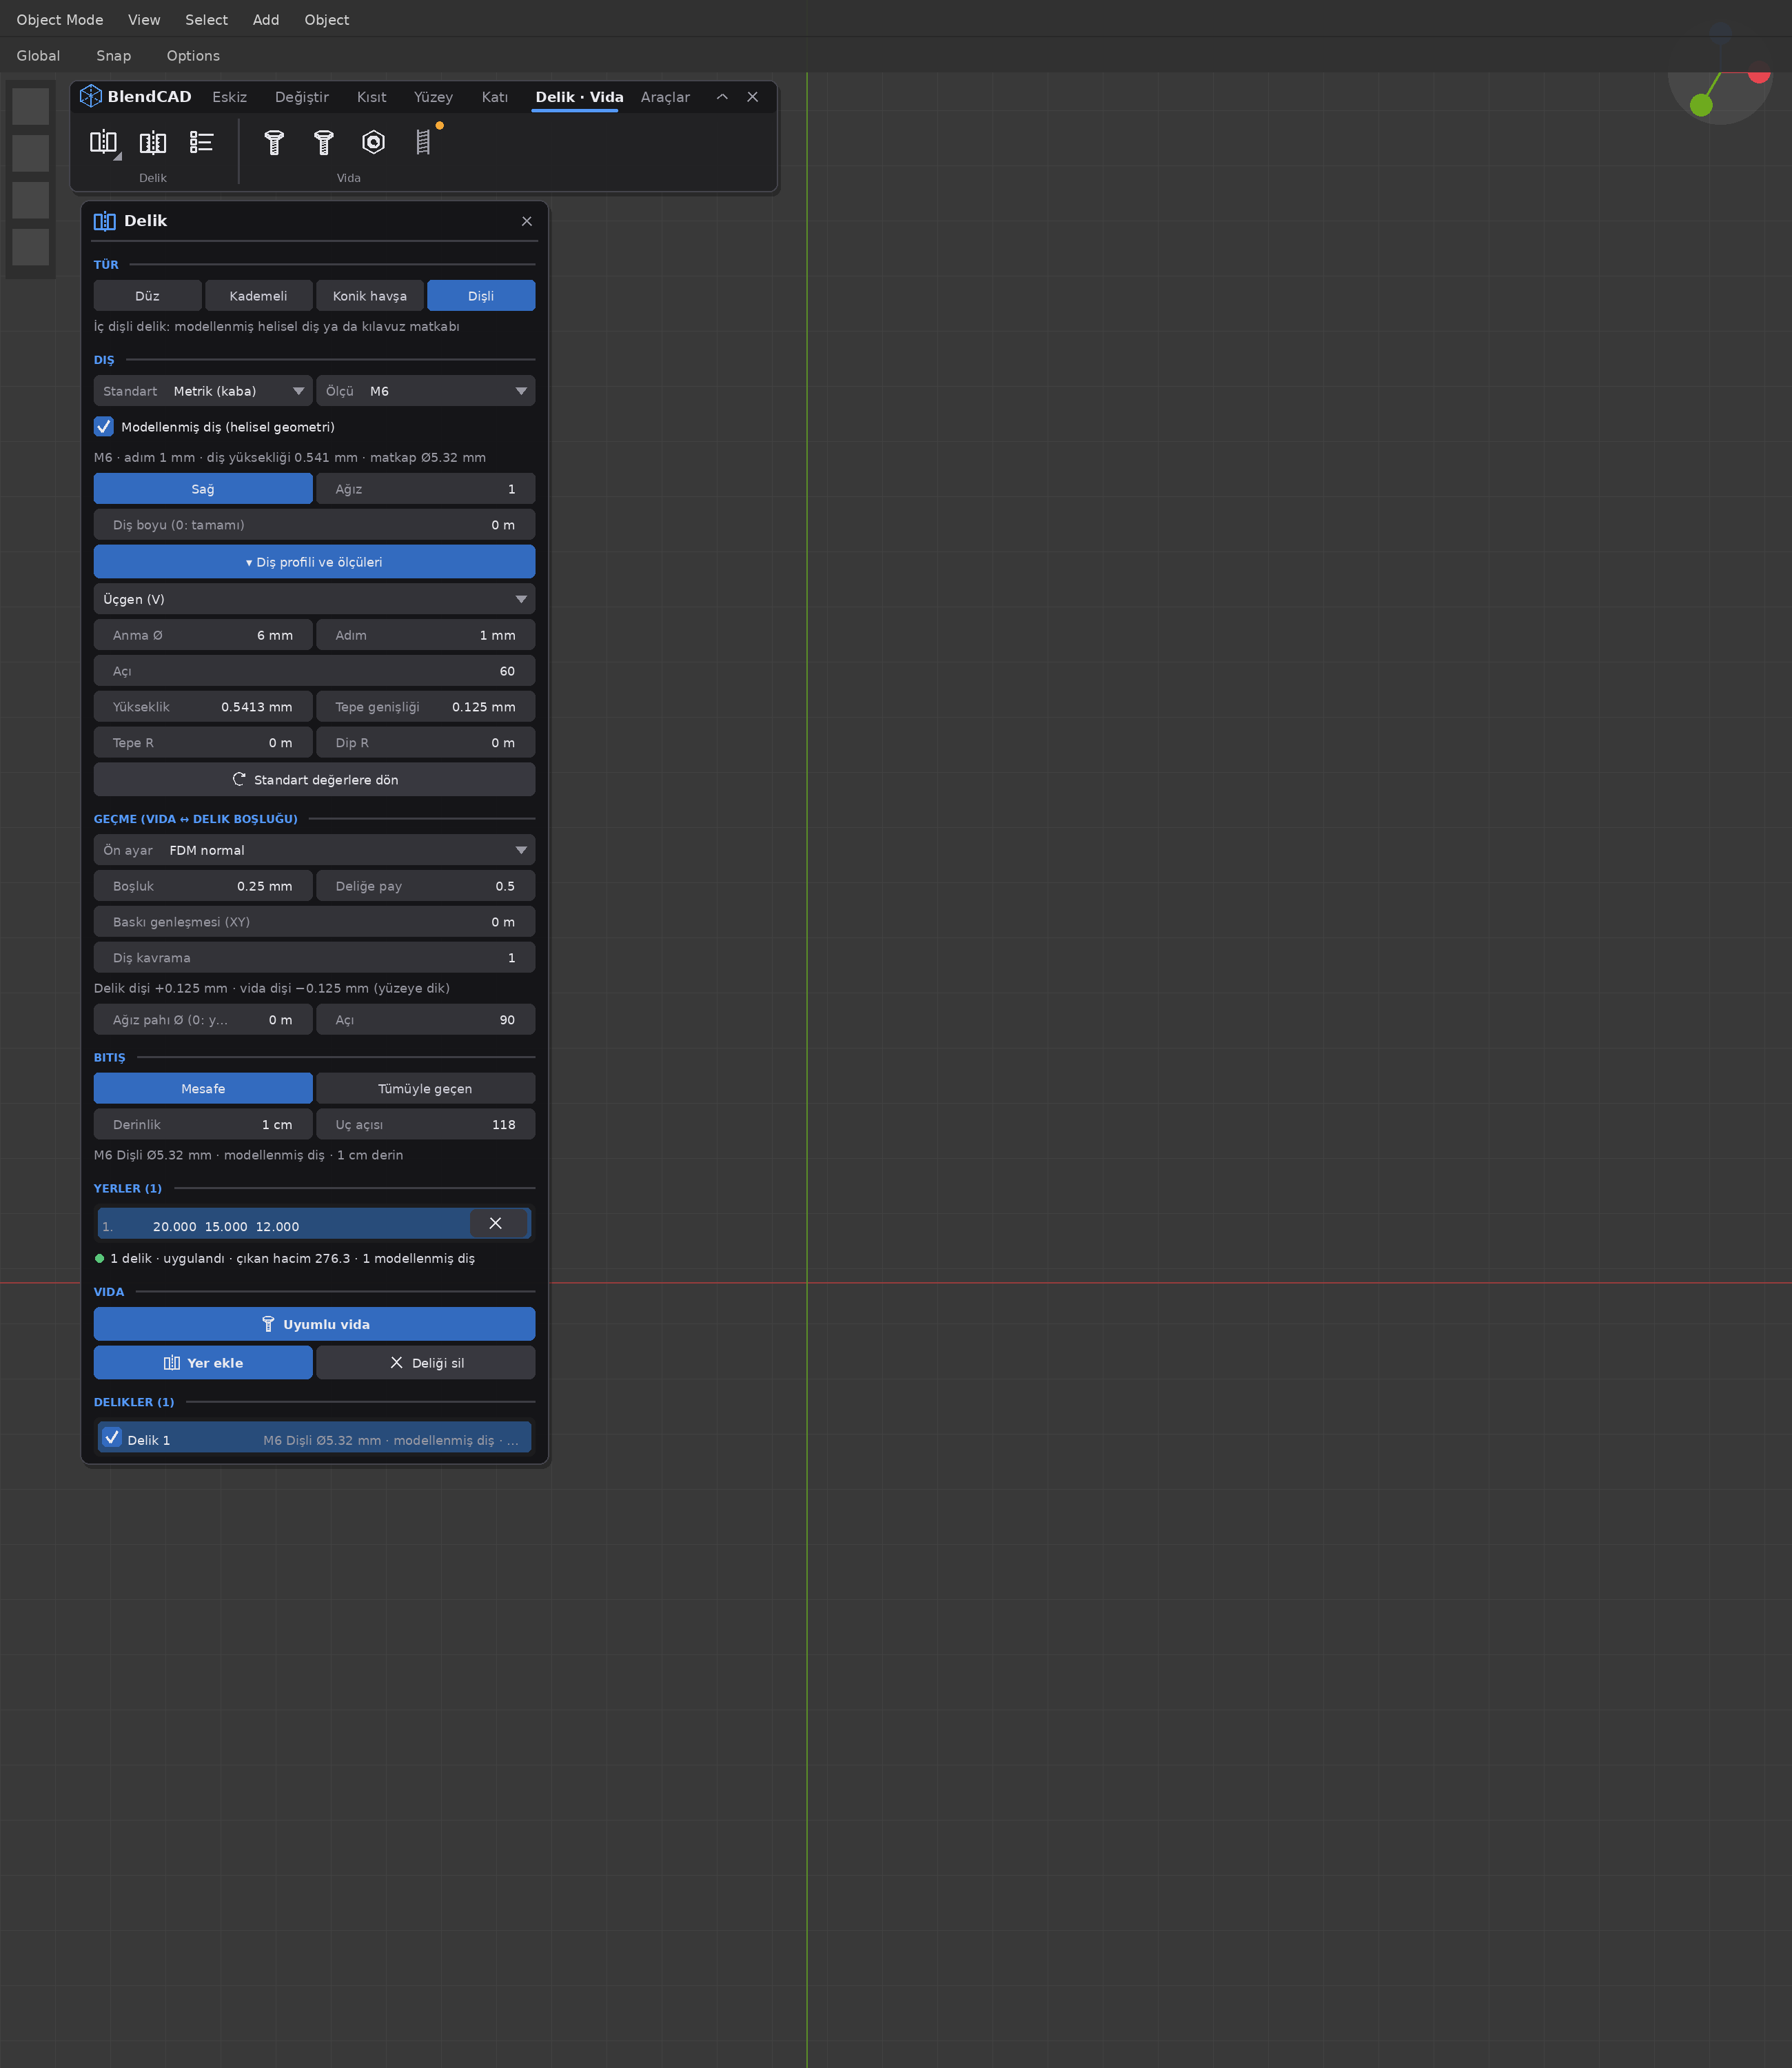 Object Mode View Select Add Object
Global Snap Options
BlendCAD Eskiz Değiştir Kısıt Yüzey Katı Delik · Vida Araçlar
Delik Vida
Delik
TÜR
Düz Kademeli Konik havşa Dişli
İç dişli delik: modellenmiş helisel diş ya da kılavuz matkabı
DIŞ
Standart Metrik (kaba) Ölçü M6
Modellenmiş diş (helisel geometri)
M6 · adım 1 mm · diş yüksekliği 0.541 mm · matkap Ø5.32 mm
Sağ Ağız 1
Diş boyu (0: tamamı) 0 m
▾ Diş profili ve ölçüleri
Üçgen (V)
Anma Ø 6 mm Adım 1 mm
Açı 60
Yükseklik 0.5413 mm Tepe genişliği 0.125 mm
Tepe R 0 m Dip R 0 m
Standart değerlere dön
GEÇME (VIDA ↔ DELIK BOŞLUĞU)
Ön ayar FDM normal
Boşluk 0.25 mm Deliğe pay 0.5
Baskı genleşmesi (XY) 0 m
Diş kavrama 1
Delik dişi +0.125 mm · vida dişi −0.125 mm (yüzeye dik)
Ağız pahı Ø (0: y... 0 m Açı 90
BITIŞ
Mesafe Tümüyle geçen
Derinlik 1 cm Uç açısı 118
M6 Dişli Ø5.32 mm · modellenmiş diş · 1 cm derin
YERLER (1)
1. 20.000 15.000 12.000
1 delik · uygulandı · çıkan hacim 276.3 · 1 modellenmiş diş
VIDA
Uyumlu vida
Yer ekle Deliği sil
DELIKLER (1)
Delik 1 M6 Dişli Ø5.32 mm · modellenmiş diş · ...